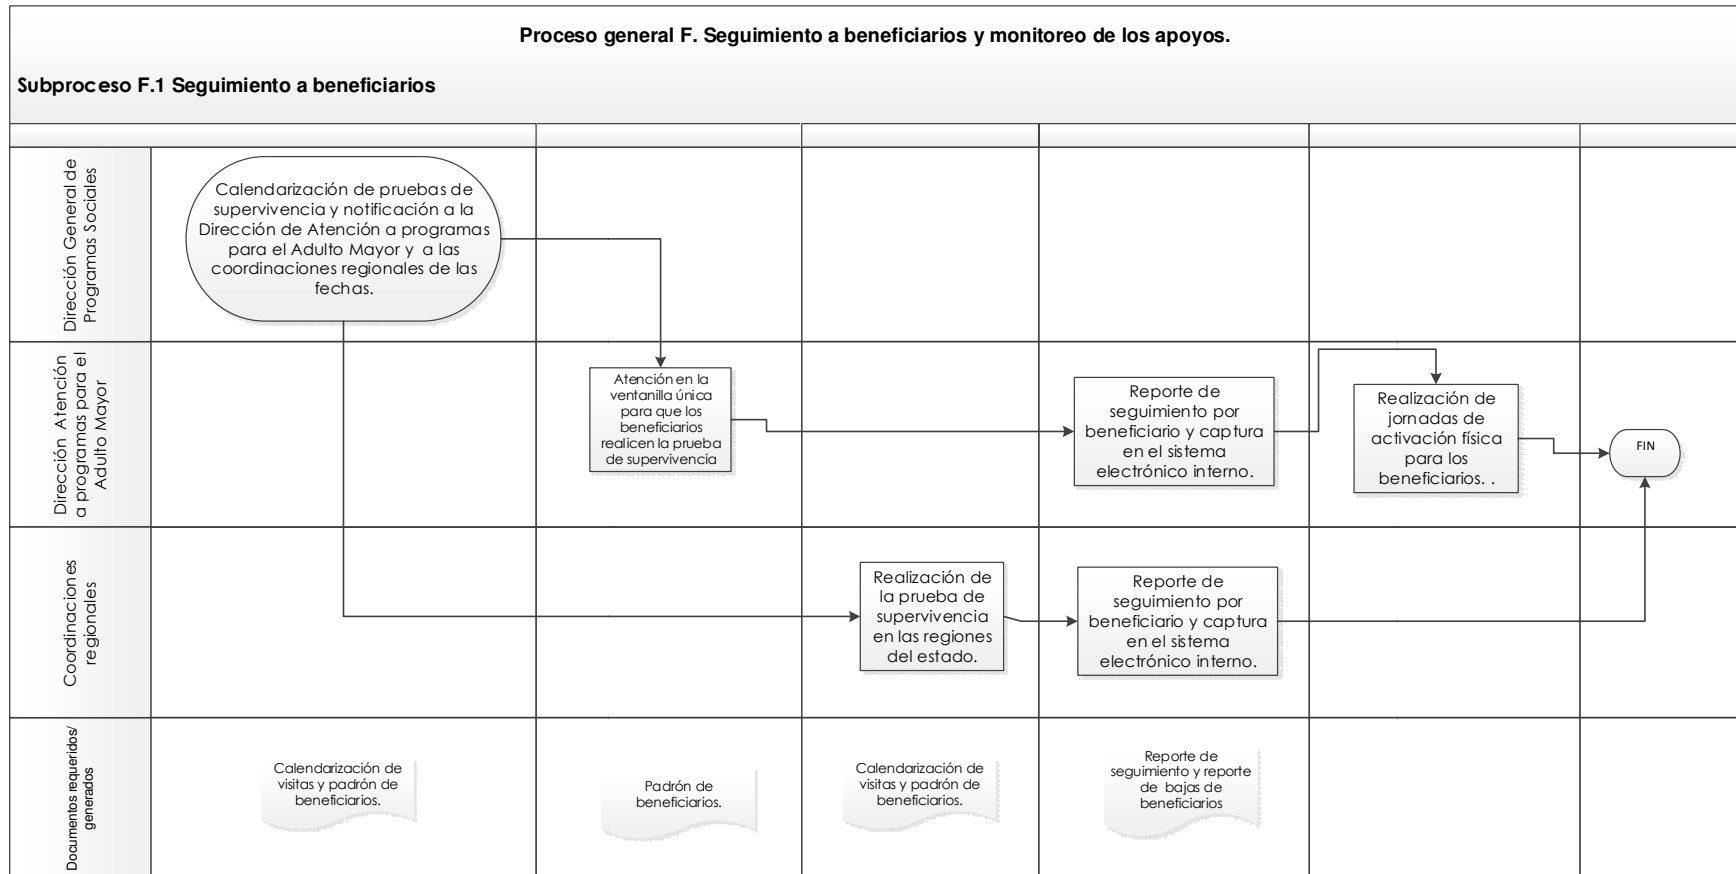 Proceso general F. Seguimiento a beneficiarios y monitoreo de los apoyos.
Subproceso F.1 Seguimiento a beneficiarios
Dirección General de
Programas Sociales
Calendarización de pruebas de
supervivencia y notificación a la
Dirección de Atención a programas
para el Adulto Mayor y a las
coordinaciones regionales de las
fechas.
Dirección Atención
a programas para el
Adulto Mayor
Atención en la
ventanilla única
para que los
beneficiarios
realicen la prueba
de supervivencia
Reporte de
seguimiento por
beneficiario y captura
en el sistema
electrónico interno.
Realización de
jornadas de
activación física
para los
beneficiarios. .
FIN
Coordinaciones
regionales
Realización de
la prueba de
supervivencia
en las regiones
del estado.
Reporte de
seguimiento por
beneficiario y captura
en el sistema
electrónico interno.
Documentos requeridos/
generados
Calendarización de
visitas y padrón de
beneficiarios.
Padrón de
beneficiarios.
Calendarización de
visitas y padrón de
beneficiarios.
Reporte de
seguimiento y reporte
de bajas de
beneficiarios